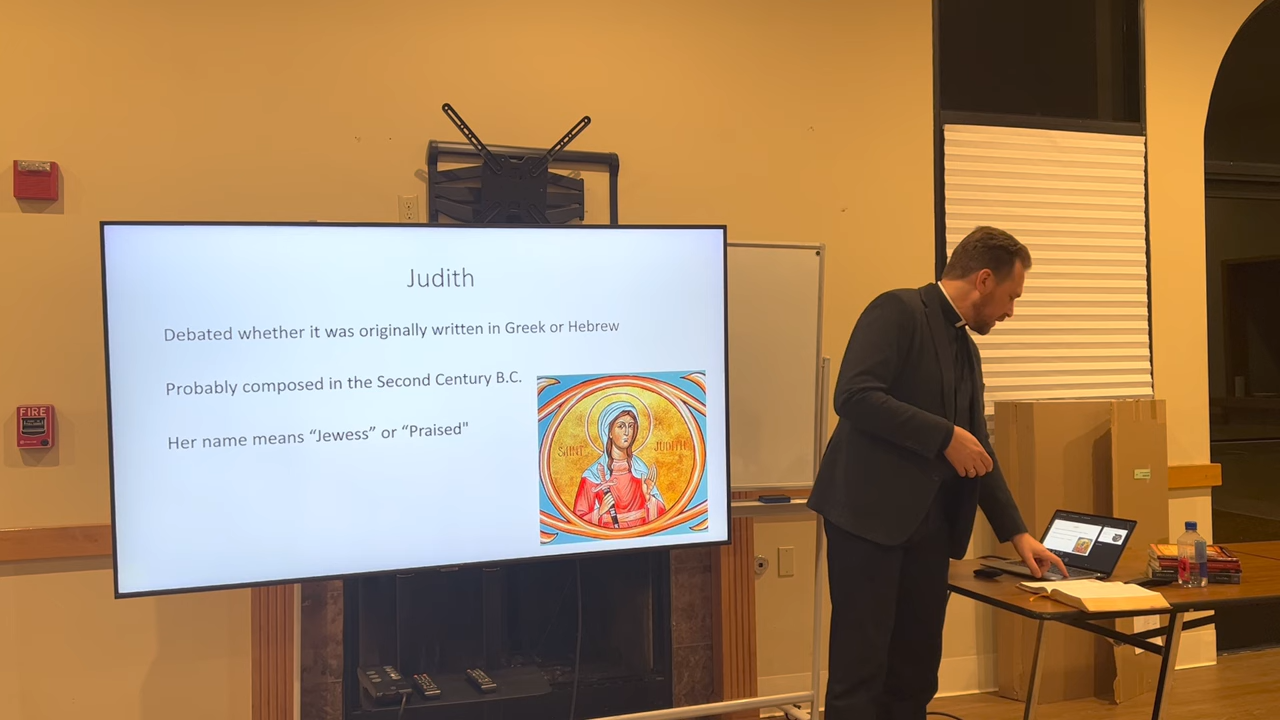 Judith
Debated whether it was originally written in Greek or Hebrew
Probably composed in the Second Century B.C.
Her name means “Jewess” or “Praised"
SAINT JUDITH
FIRE